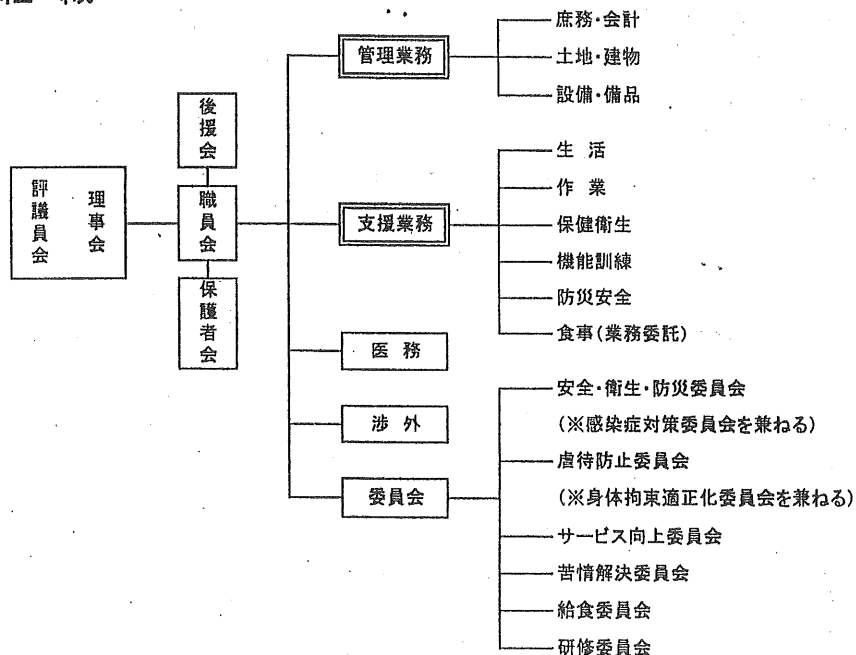 組織
評議員会
理事会
後援会
職員会
保護者会
管理業務
庶務・会計
土地・建物
設備・備品
支援業務
生活
作業
保健衛生
機能訓練
防災安全
食事(業務委託)
医務
渉外
委員会
安全・衛生・防災委員会
(※感染症対策委員会を兼ねる)
虐待防止委員会
(※身体拘束適正化委員会を兼ねる)
サービス向上委員会
苦情解決委員会
給食委員会
研修委員会